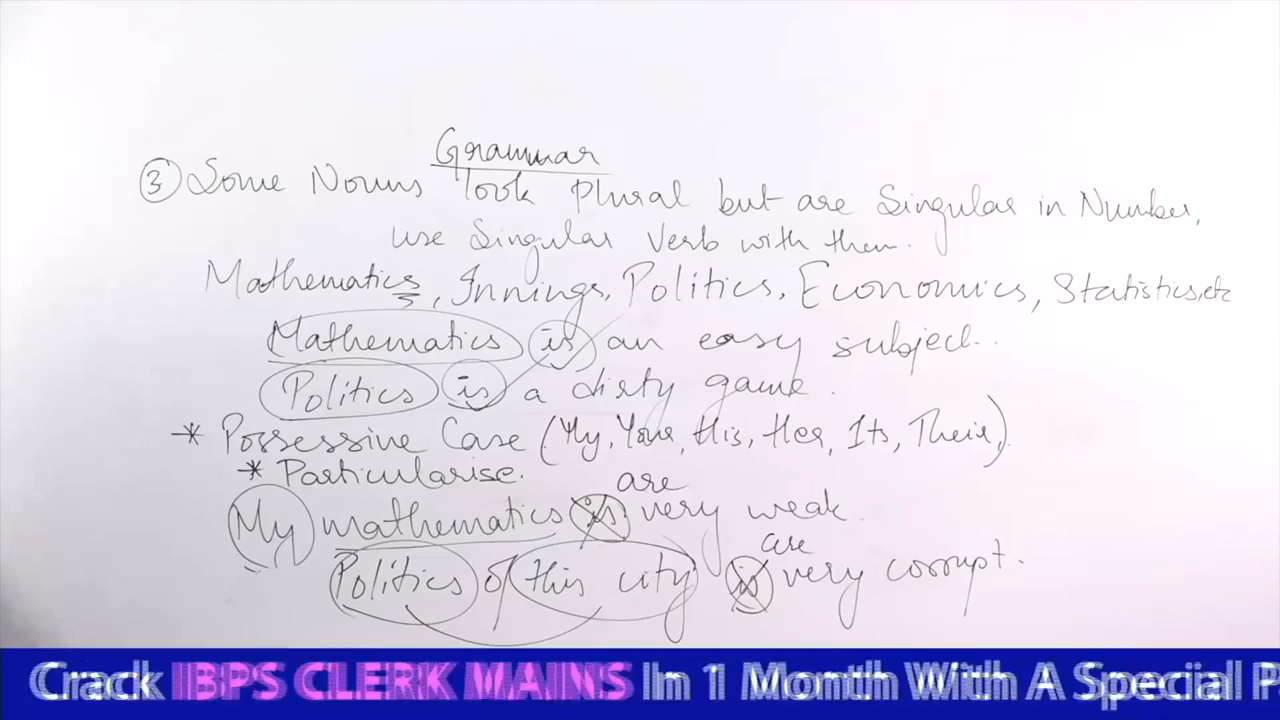 Grammar
③ Some Nouns look Plural but are Singular in Number,
use Singular Verb with them.
Mathematics, Innings, Politics, Economics, Statistics, etc
Mathematics is an easy subject.
Politics is a dirty game.
* Possessive Case (My, Your, His, Her, Its, Their,)
* Particularise.
are
My mathematics is very weak.
are
Politics of this city is very corrupt.
Crack IBPS CLERK MAINS In 1 Month With A Special P